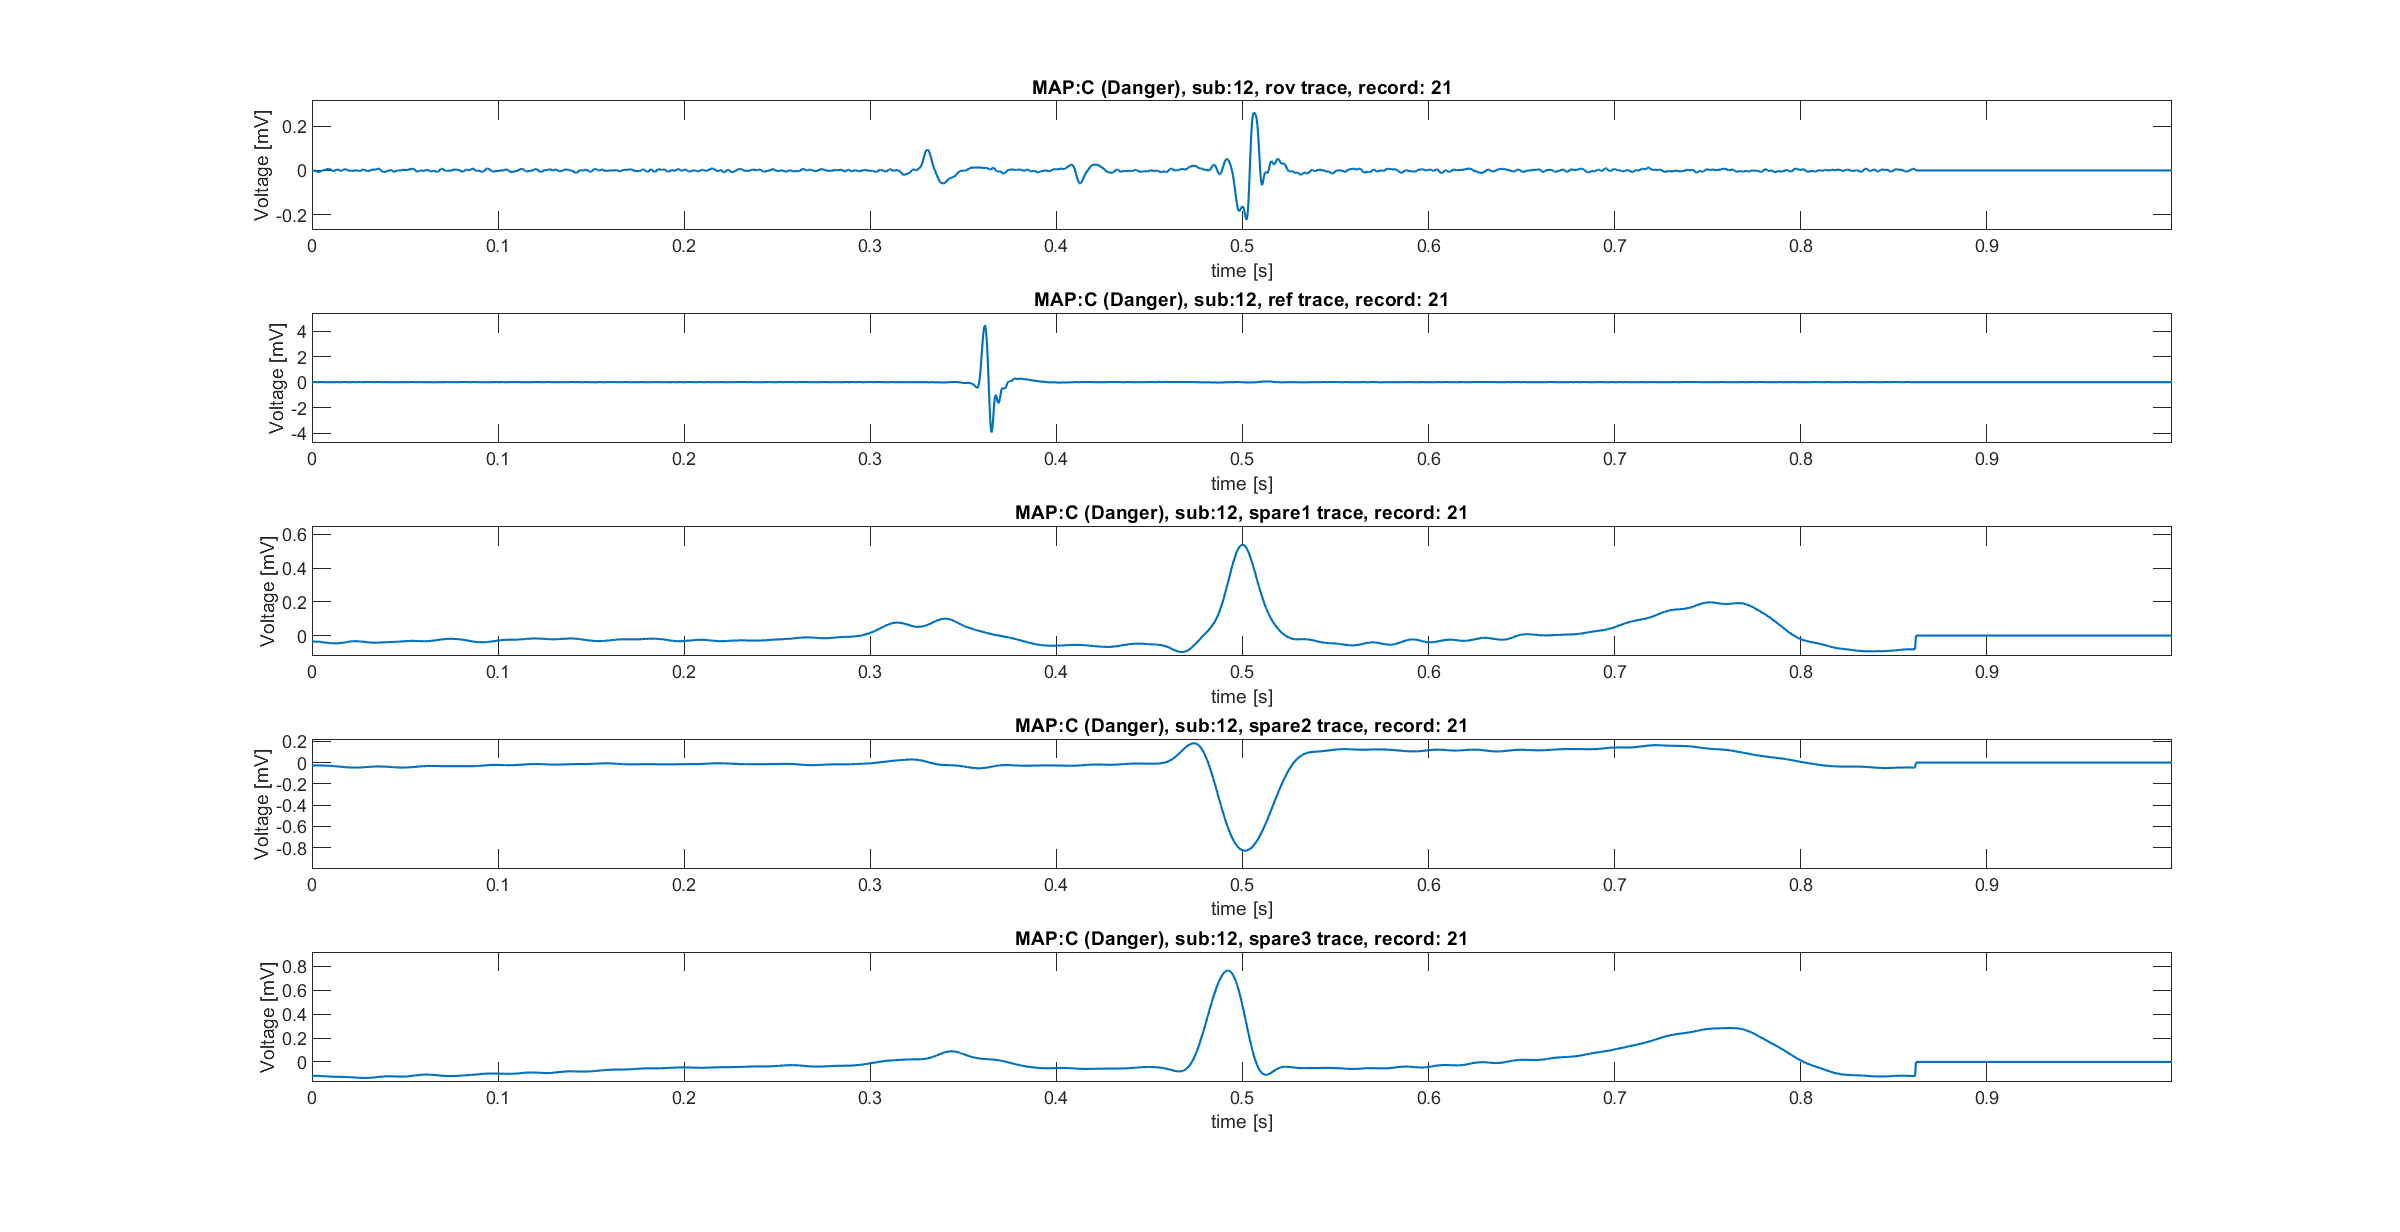 MAP:C (Danger), sub:12, rov trace, record: 21
Voltage [mV]
0.2
0
-0.2
0 0.1 0.2 0.3 0.4 0.5 0.6 0.7 0.8 0.9
time [s]
MAP:C (Danger), sub:12, ref trace, record: 21
Voltage [mV]
4
2
0
-2
-4
0 0.1 0.2 0.3 0.4 0.5 0.6 0.7 0.8 0.9
time [s]
MAP:C (Danger), sub:12, spare1 trace, record: 21
Voltage [mV]
0.6
0.4
0.2
0
0 0.1 0.2 0.3 0.4 0.5 0.6 0.7 0.8 0.9
time [s]
MAP:C (Danger), sub:12, spare2 trace, record: 21
Voltage [mV]
0.2
0
-0.2
-0.4
-0.6
-0.8
0 0.1 0.2 0.3 0.4 0.5 0.6 0.7 0.8 0.9
time [s]
MAP:C (Danger), sub:12, spare3 trace, record: 21
Voltage [mV]
0.8
0.6
0.4
0.2
0
0 0.1 0.2 0.3 0.4 0.5 0.6 0.7 0.8 0.9
time [s]